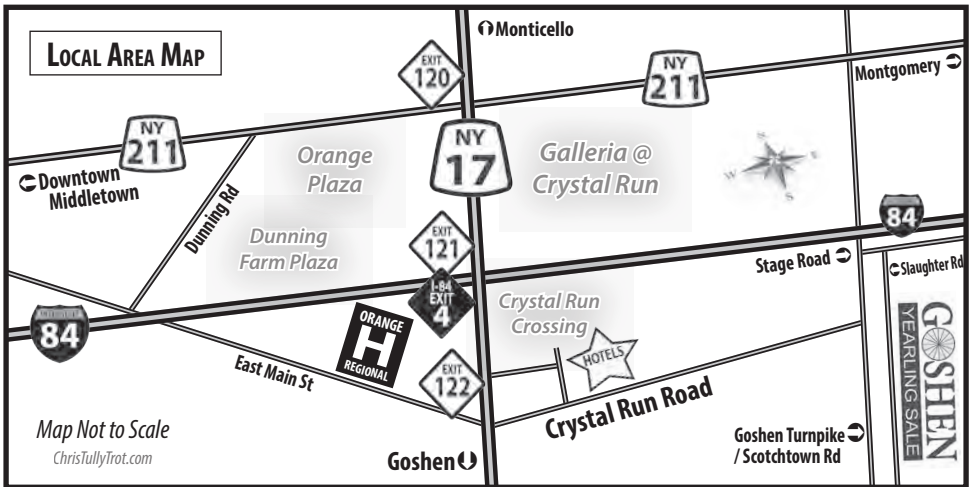 LOCAL AREA MAP
Monticello
EXIT
120
NY
211
Montgomery
NY
211
NY
17
Orange
Plaza
Galleria @
Crystal Run
Downtown
Middletown
Dunning Rd
S
E
W
S
84
Dunning
Farm Plaza
EXIT
121
Stage Road
Slaughter Rd
I-84
EXIT
4
Crystal Run
Crossing
84
ORANGE
H
REGIONAL
HOTELS
GOSHEN
YEARLING SALE
East Main St
EXIT
122
Crystal Run Road
Map Not to Scale
ChrisTullyTrot.com
Goshen
Goshen Turnpike
/ Scotchtown Rd